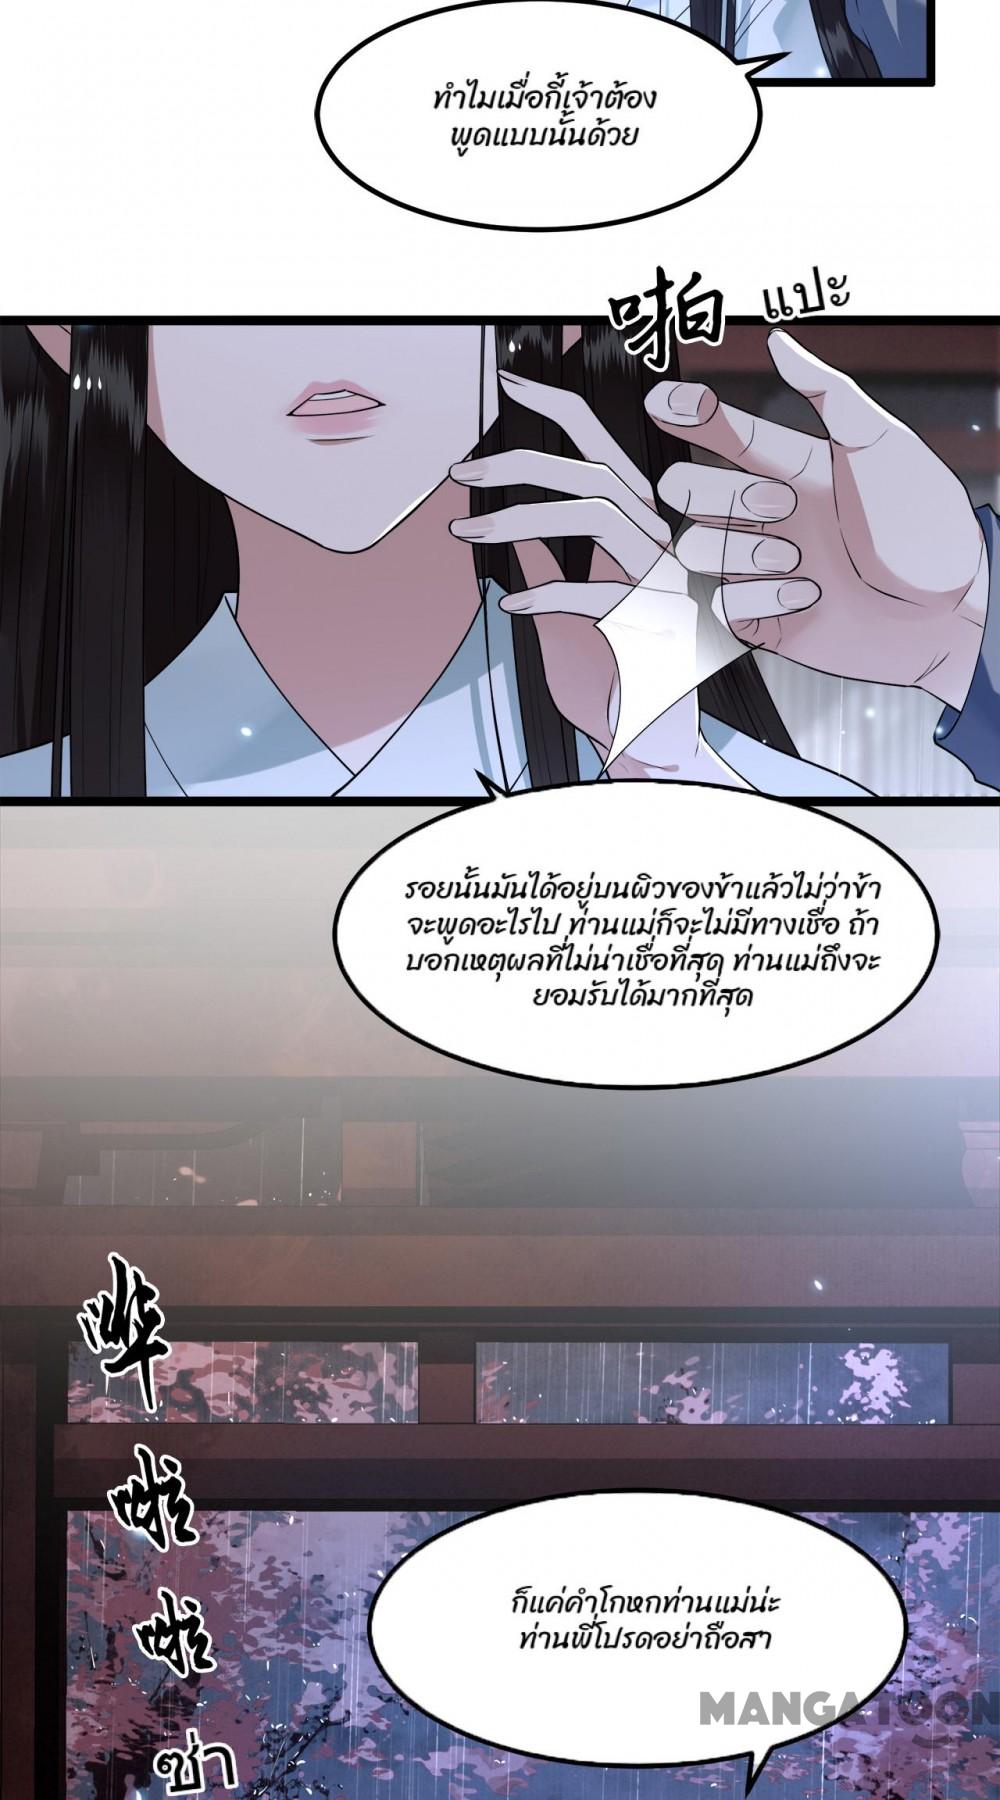 ทำไมเมื่อกี้เจ้าต้อง
พูดแบบนั้นด้วย
啪
แปะ
รอยนั้นมันได้อยู่บนผิวของข้าแล้วไม่ว่าข้า
จะพูดอะไรไป ท่านแม่ก็จะไม่มีทางเชื่อ ถ้า
บอกเหตุผลที่ไม่น่าเชื่อที่สุด ท่านแม่ถึงจะ
ยอมรับได้มากที่สุด
哗
啦
啦
ซ่า
ก็แค่คำโกหกท่านแม่น่ะ
ท่านพี่โปรดอย่าถือสา
MANGATOON